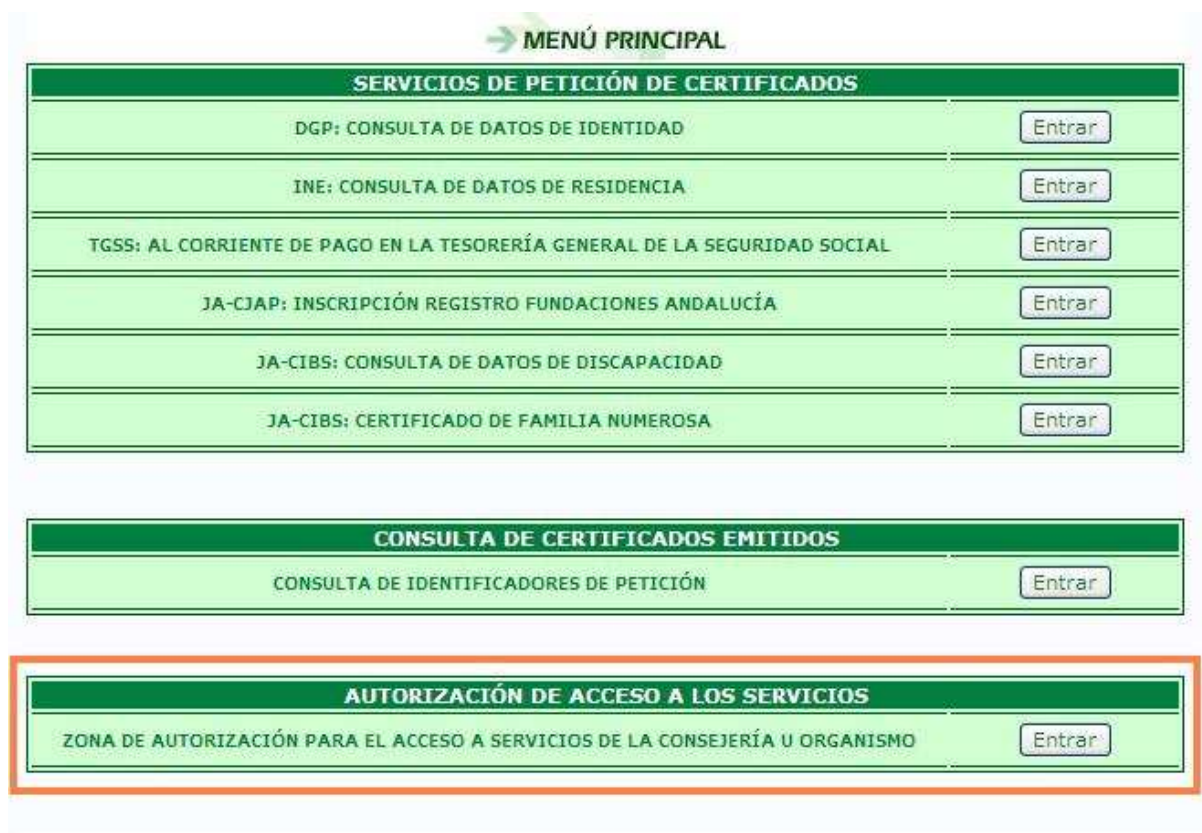 MENÚ PRINCIPAL
SERVICIOS DE PETICIÓN DE CERTIFICADOS
DGP: CONSULTA DE DATOS DE IDENTIDAD Entrar
INE: CONSULTA DE DATOS DE RESIDENCIA Entrar
TGSS: AL CORRIENTE DE PAGO EN LA TESORERÍA GENERAL DE LA SEGURIDAD SOCIAL Entrar
JA-CJAP: INSCRIPCIÓN REGISTRO FUNDACIONES ANDALUCÍA Entrar
JA-CIBS: CONSULTA DE DATOS DE DISCAPACIDAD Entrar
JA-CIBS: CERTIFICADO DE FAMILIA NUMEROSA Entrar
CONSULTA DE CERTIFICADOS EMITIDOS
CONSULTA DE IDENTIFICADORES DE PETICIÓN Entrar
AUTORIZACIÓN DE ACCESO A LOS SERVICIOS
ZONA DE AUTORIZACIÓN PARA EL ACCESO A SERVICIOS DE LA CONSEJERÍA U ORGANISMO Entrar